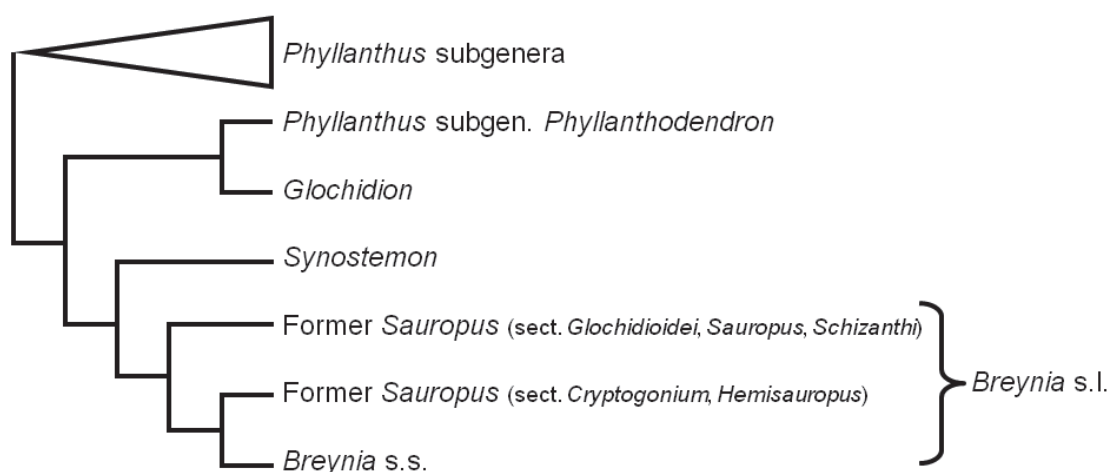 Phyllanthus subgenera
Phyllanthus subgen. Phyllanthodendron
Glochidion
Synostemon
Former Sauropus (sect. Glochidioidei, Sauropus, Schizanthi)
Former Sauropus (sect. Cryptogonium, Hemisauropus)
Breynia s.l.
Breynia s.s.